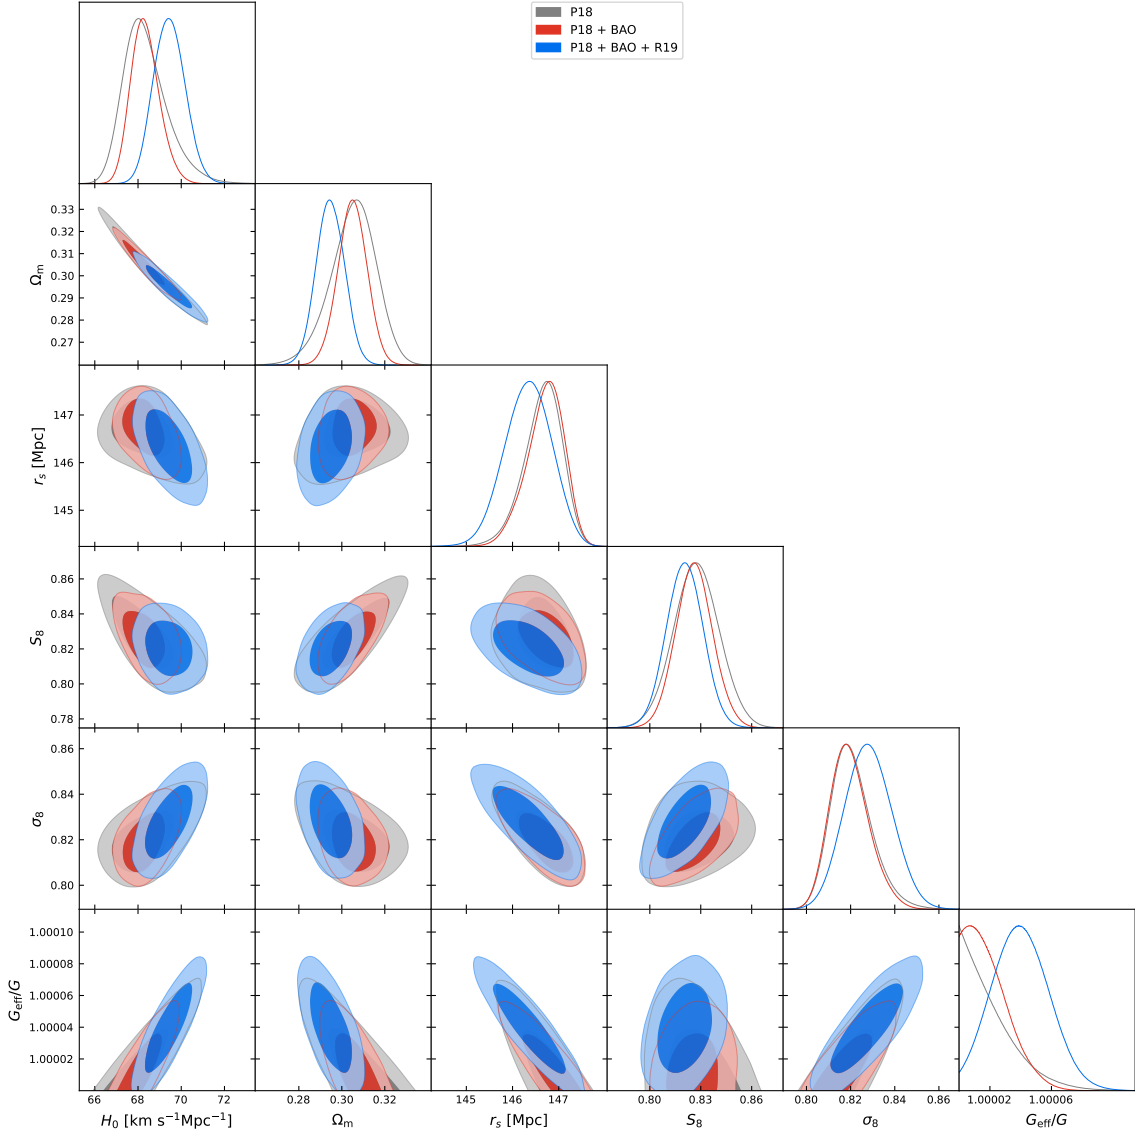 P18
P18 + BAO
P18 + BAO + R19
0.33
0.32
0.31
0.30
0.29
0.28
0.27
Ωm
147
146
145
rs [Mpc]
0.86
0.84
0.82
0.80
0.78
S8
0.86
0.84
0.82
0.80
σ8
1.00010
1.00008
1.00006
1.00004
1.00002
Geff/G
66 68 70 72
0.28 0.30 0.32
145 146 147
0.80 0.83 0.86
0.80 0.82 0.84 0.86
1.00002 1.00006
H0 [km s−1Mpc−1]
Ωm
rs [Mpc]
S8
σ8
Geff/G